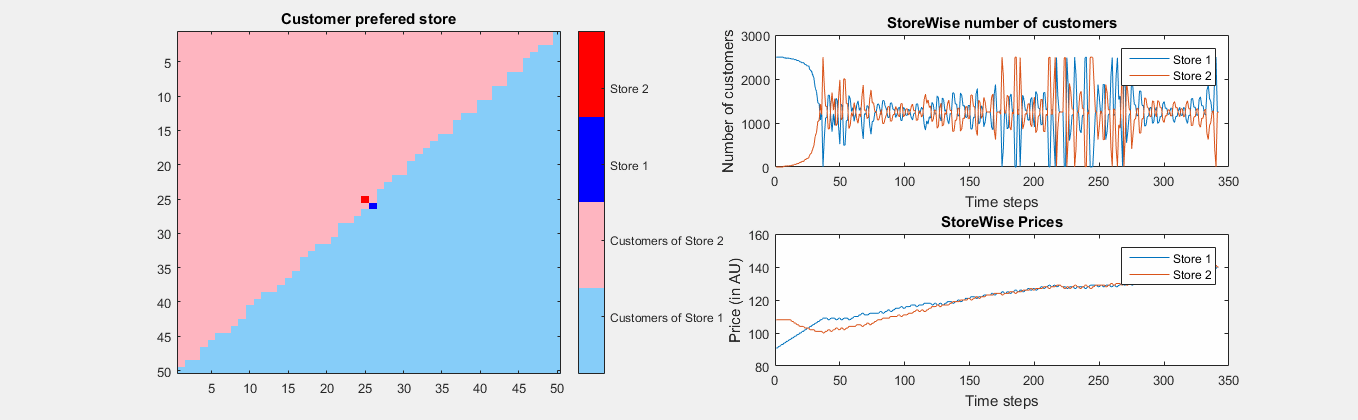 Customer prefered store
5
10
15
20
25
30
35
40
45
50
5 10 15 20 25 30 35 40 45 50
Store 2
Store 1
Customers of Store 2
Customers of Store 1
StoreWise number of customers
Number of customers
3000
2000
1000
0
0 50 100 150 200 250 300 350
Time steps
Store 1
Store 2
StoreWise Prices
Price (in AU)
160
140
120
100
80
0 50 100 150 200 250 300 350
Time steps
Store 1
Store 2